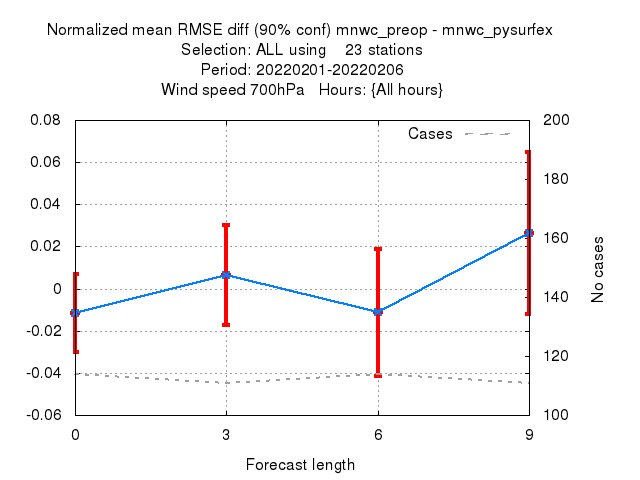 Normalized mean RMSE diff (90% conf) mnwc_preop - mnwc_pysurfex
Selection: ALL using 23 stations
Period: 20220201-20220206
Wind speed 700hPa Hours: {All hours}
Cases
0.08
0.06
0.04
0.02
0
-0.02
-0.04
-0.06
200
180
160
140
120
100
No cases
0 3 6 9
Forecast length